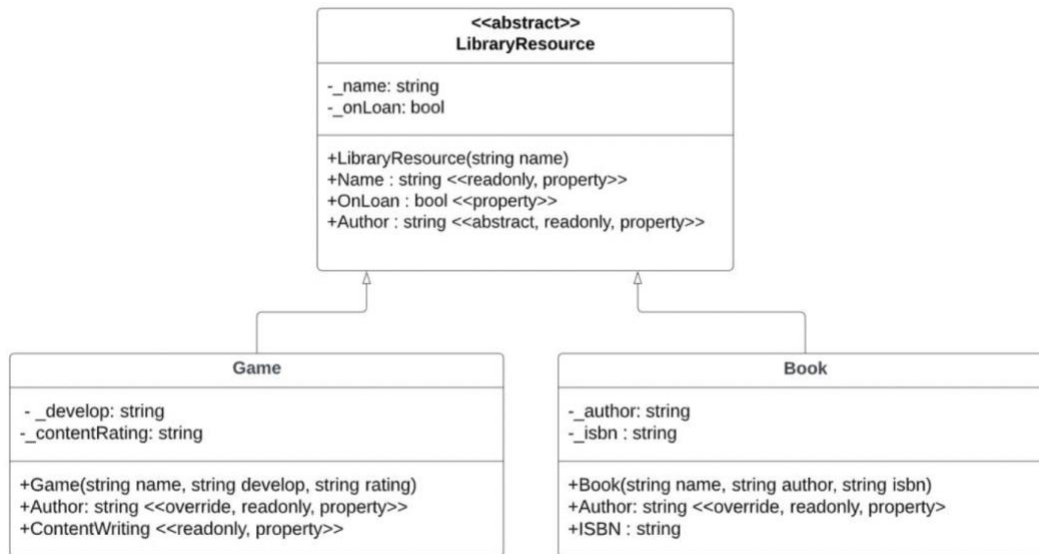 <<abstract>>
LibraryResource
-_name: string
-_onLoan: bool
+LibraryResource(string name)
+Name : string <<readonly, property>>
+OnLoan : bool <<property>>
+Author : string <<abstract, readonly, property>>
Game
- _develop: string
-_contentRating: string
+Game(string name, string develop, string rating)
+Author: string <<override, readonly, property>>
+ContentWriting <<readonly, property>>
Book
-_author: string
-_isbn : string
+Book(string name, string author, string isbn)
+Author: string <<override, readonly, property>
+ISBN : string